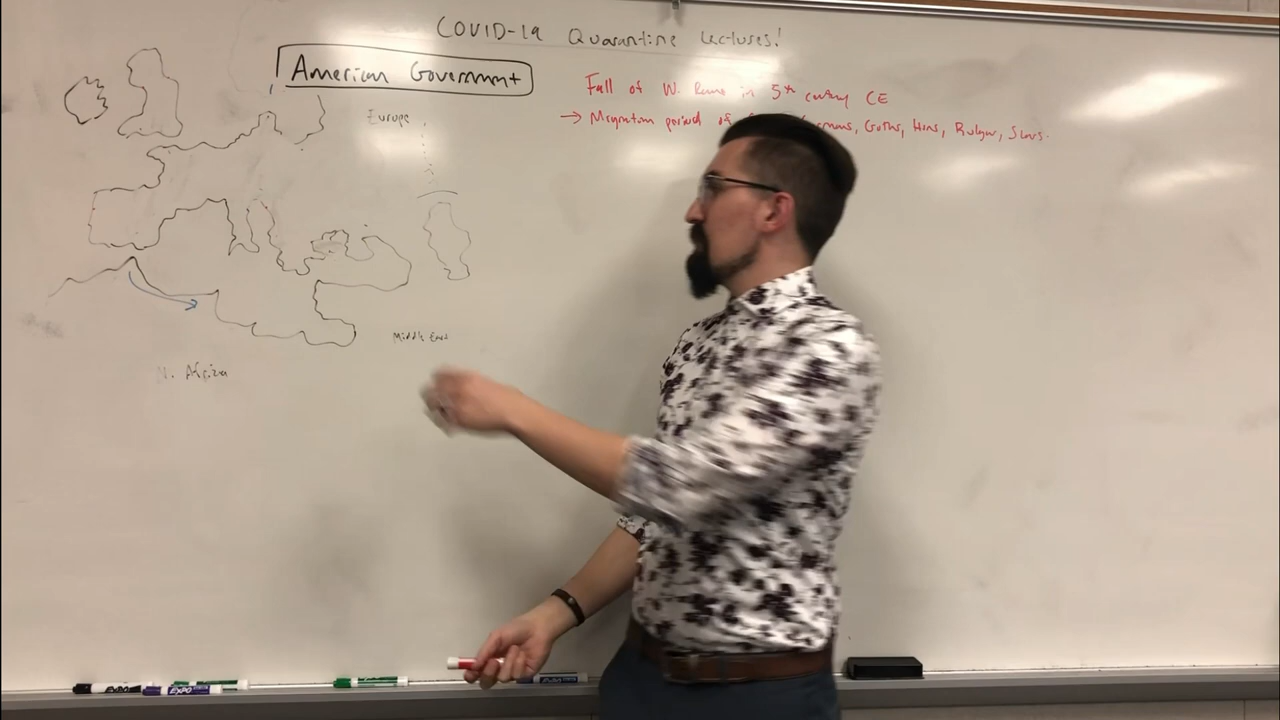 COVID-19 Quarantine Lectures!
American Government
Fall of W. Rome in 5th century CE
→ Migration period of Goths, Huns, Bulgar, Slavs.
Europe
Middle East
N. Africa
EXPO